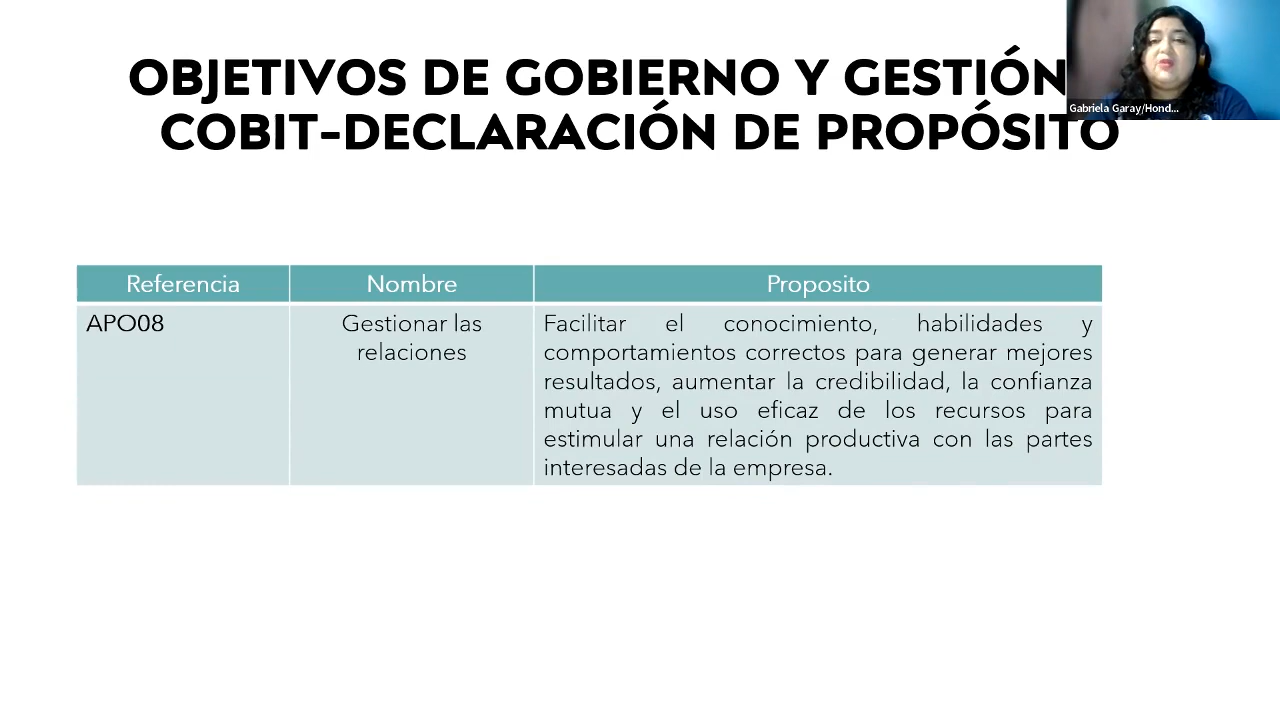 OBJETIVOS DE GOBIERNO Y GESTIÓN
COBIT-DECLARACIÓN DE PROPÓSITO
Gabriela Garay/Hond...
Referencia
Nombre
Proposito
APO08
Gestionar las
relaciones
Facilitar el conocimiento, habilidades y
comportamientos correctos para generar mejores
resultados, aumentar la credibilidad, la confianza
mutua y el uso eficaz de los recursos para
estimular una relación productiva con las partes
interesadas de la empresa.